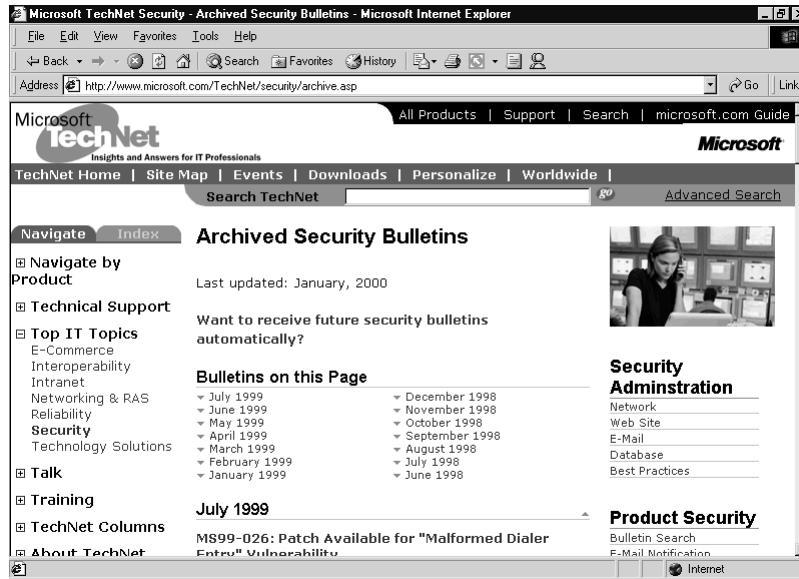 Microsoft TechNet Security - Archived Security Bulletins - Microsoft Internet Explorer
File Edit View Favorites Tools Help
Back Search Favorites History
Address http://www.microsoft.com/TechNet/security/archive.asp Go Link
All Products | Support | Search | microsoft.com Guide
Microsoft
TechNet
Insights and Answers for IT Professionals
Microsoft
TechNet Home | Site Map | Events | Downloads | Personalize | Worldwide |
Search TechNet go Advanced Search
Navigate Index
Navigate by
Product
Technical Support
Top IT Topics
E-Commerce
Interoperability
Intranet
Networking & RAS
Reliability
Security
Technology Solutions
Talk
Training
TechNet Columns
About TechNet
Archived Security Bulletins
Last updated: January, 2000
Want to receive future security bulletins
automatically?
Bulletins on this Page
July 1999
June 1999
May 1999
April 1999
March 1999
February 1999
January 1999
December 1998
November 1998
October 1998
September 1998
August 1998
July 1998
June 1998
July 1999
MS99-026: Patch Available for "Malformed Dialer
Entry" Vulnerability
Security
Adminstration
Network
Web Site
E-Mail
Database
Best Practices
Product Security
Bulletin Search
E-Mail Notification
Internet